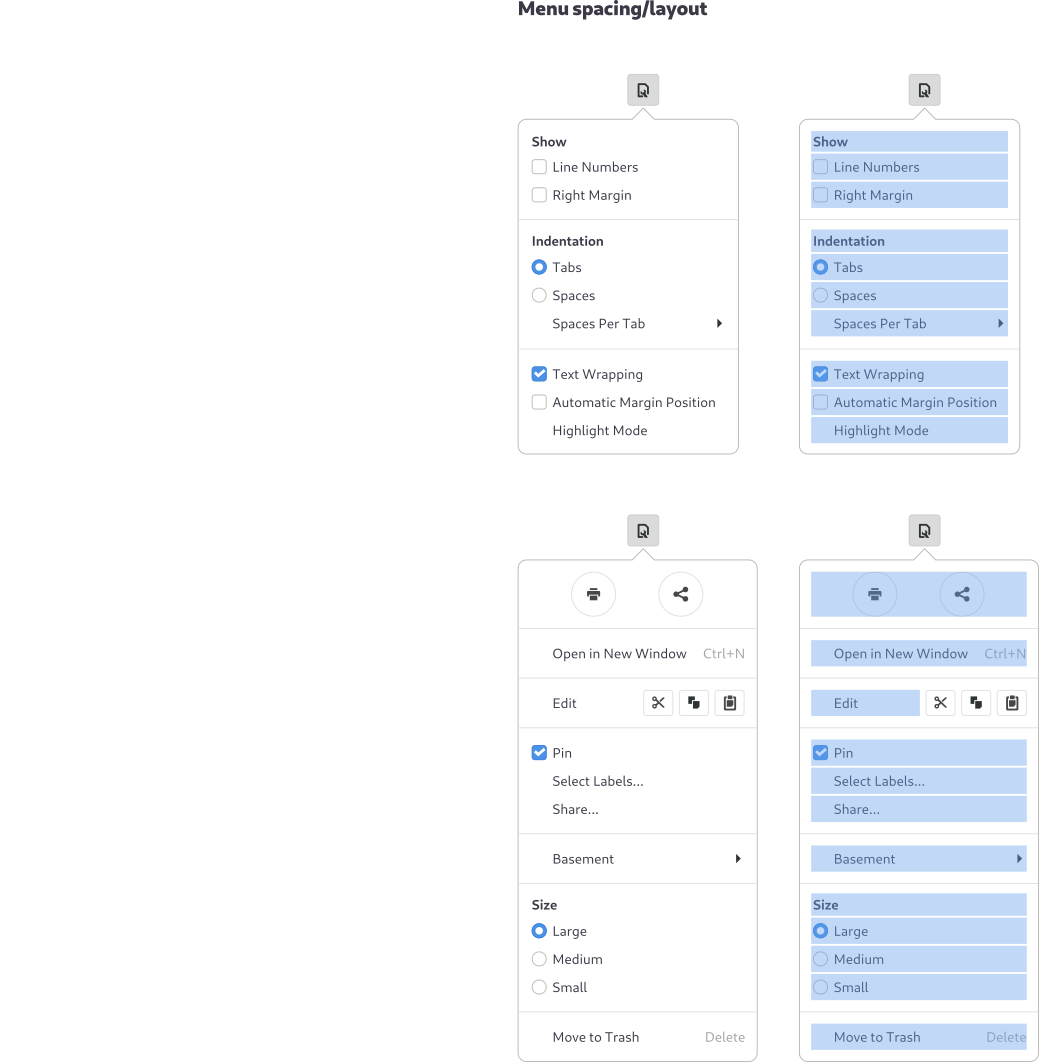 Menu spacing/layout
Show
Line Numbers
Right Margin
Indentation
Tabs
Spaces
Spaces Per Tab
Text Wrapping
Automatic Margin Position
Highlight Mode
Show
Line Numbers
Right Margin
Indentation
Tabs
Spaces
Spaces Per Tab
Text Wrapping
Automatic Margin Position
Highlight Mode
Open in New Window Ctrl+N
Edit
Pin
Select Labels...
Share...
Basement
Size
Large
Medium
Small
Move to Trash Delete
Open in New Window Ctrl+N
Edit
Pin
Select Labels...
Share...
Basement
Size
Large
Medium
Small
Move to Trash Delete